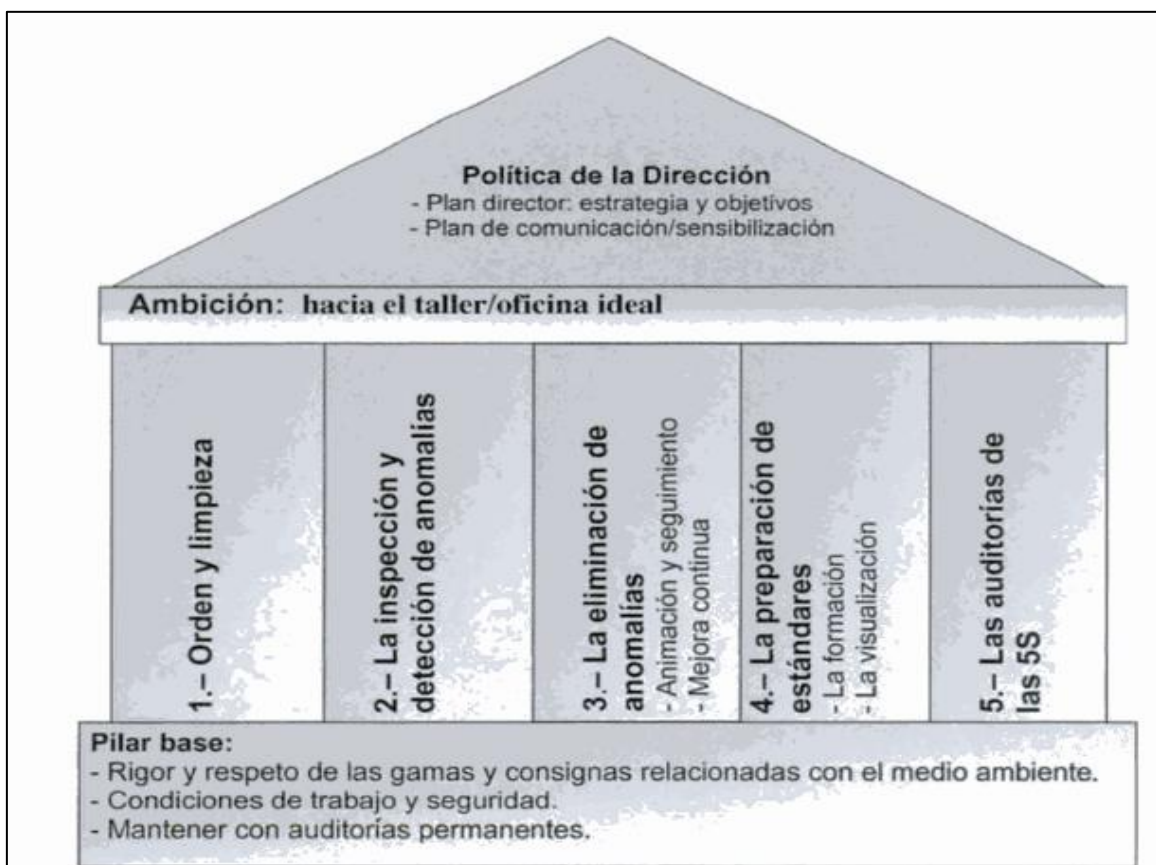 Política de la Dirección
- Plan director: estrategia y objetivos
- Plan de comunicación/sensibilización
Ambición: hacia el taller/oficina ideal
1.– Orden y limpieza
2.– La inspección y
detección de anomalías
3.– La eliminación de
anomalías
- Animación y seguimiento
- Mejora continua
4.– La preparación de
estándares
- La formación
- La visualización
5.– Las auditorías de
las 5S
Pilar base:
- Rigor y respeto de las gamas y consignas relacionadas con el medio ambiente.
- Condiciones de trabajo y seguridad.
- Mantener con auditorías permanentes.